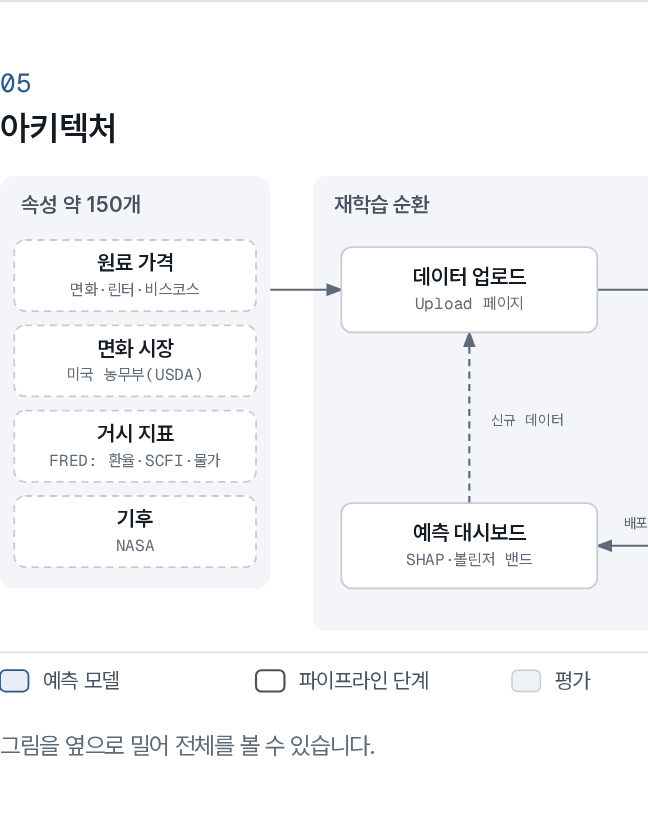 05
아키텍처
속성 약 150개
원료 가격
면화·린터·비스코스
면화 시장
미국 농무부(USDA)
거시 지표
FRED: 환율·SCFI·물가
기후
NASA
재학습 순환
데이터 업로드
Upload 페이지
신규 데이터
예측 대시보드
SHAP·볼린저 밴드
배포
예측 모델
파이프라인 단계
평가
그림을 옆으로 밀어 전체를 볼 수 있습니다.